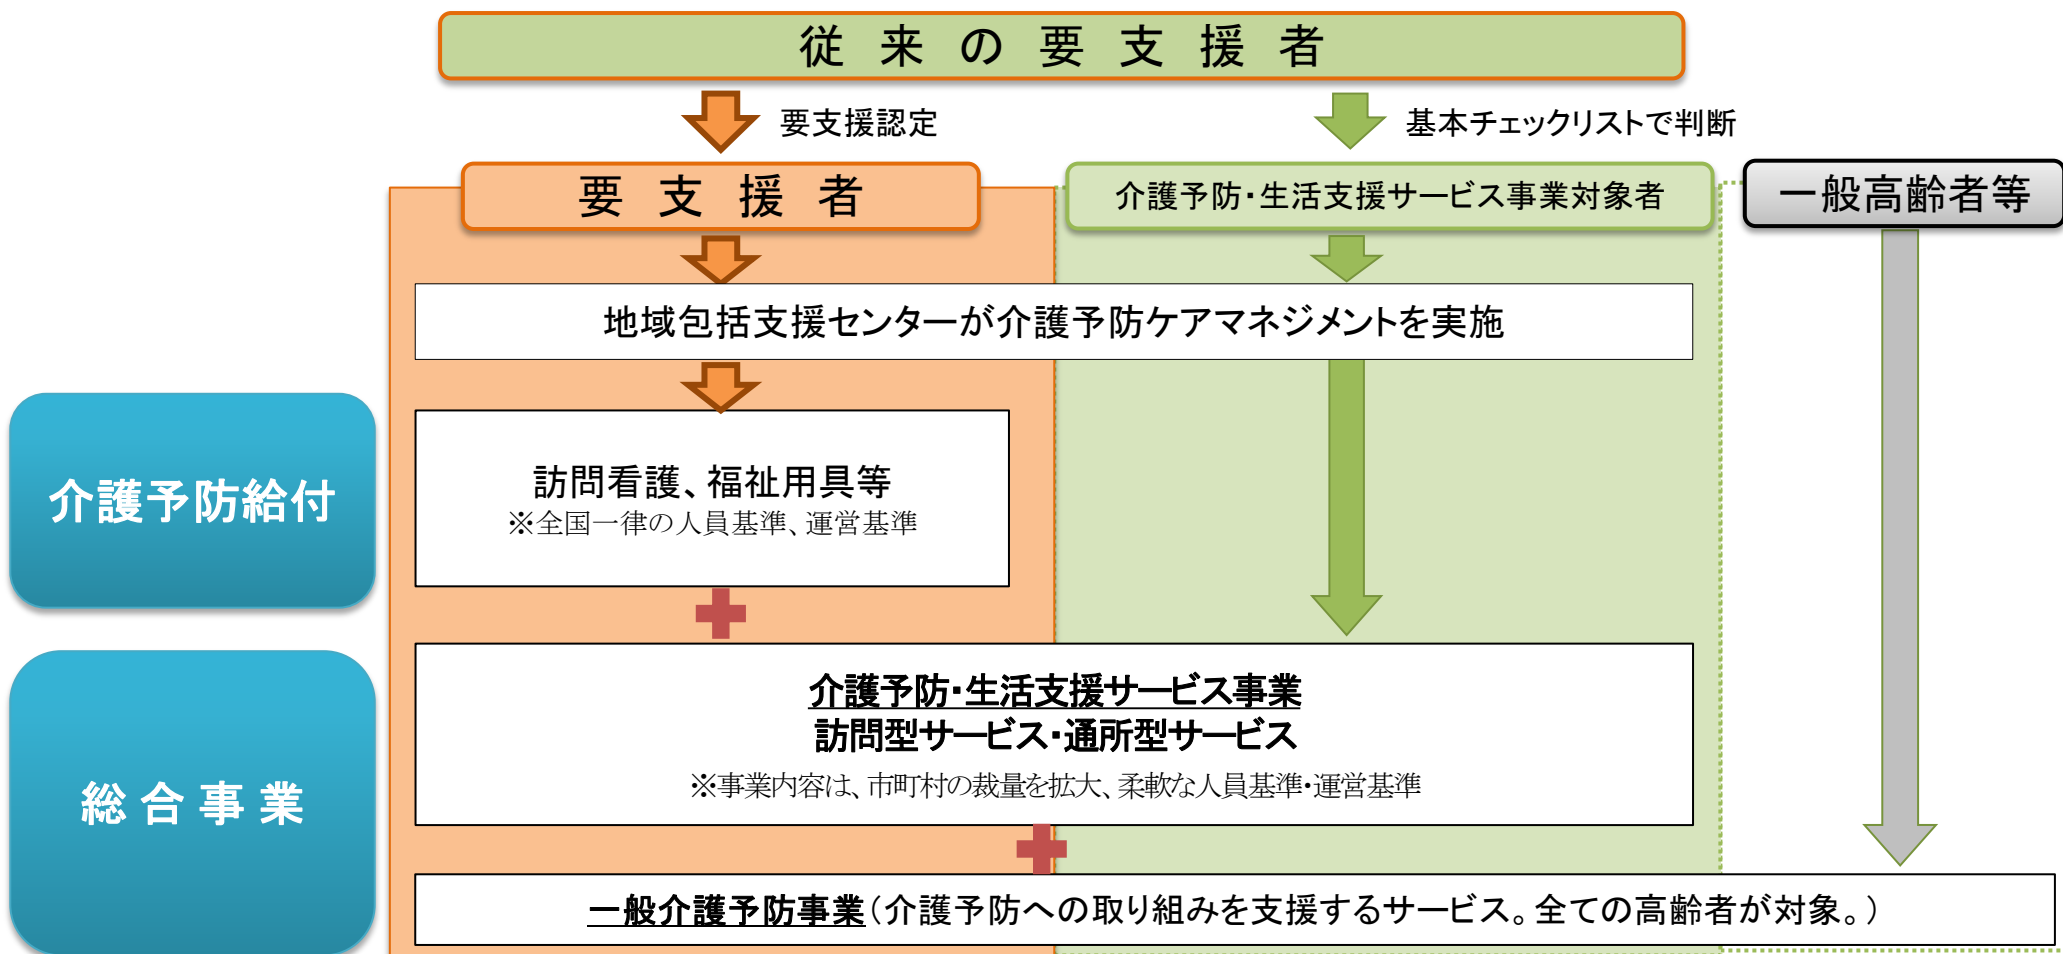 従来の要支援者
要支援認定
基本チェックリストで判断
要支援者
介護予防・生活支援サービス事業対象者
一般高齢者等
地域包括支援センターが介護予防ケアマネジメントを実施
介護予防給付
訪問看護、福祉用具等
※全国一律の人員基準、運営基準
総合事業
介護予防・生活支援サービス事業
訪問型サービス・通所型サービス
※事業内容は、市町村の裁量を拡大、柔軟な人員基準・運営基準
一般介護予防事業（介護予防への取り組みを支援するサービス。全ての高齢者が対象。）